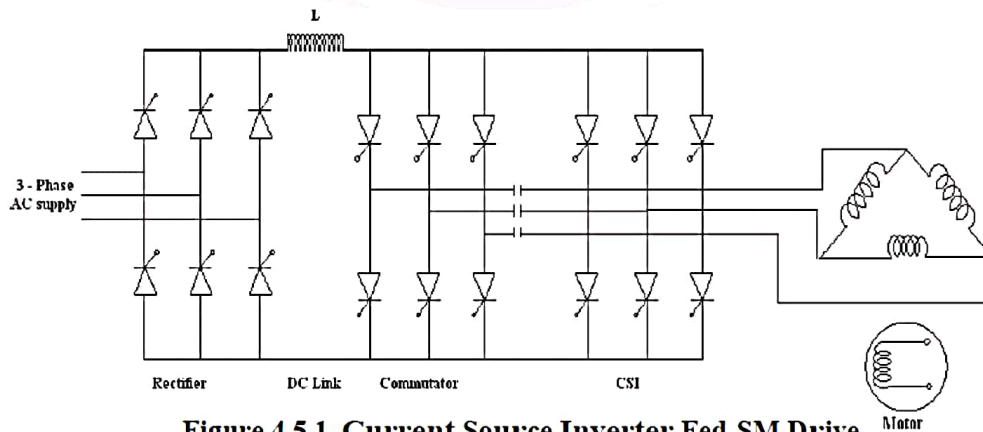 L
3 - Phase
AC supply
Rectifier
DC Link
Commutator
CSI
Motor
Figure 4.5.1 Current Source Inverter Fed SM Drive